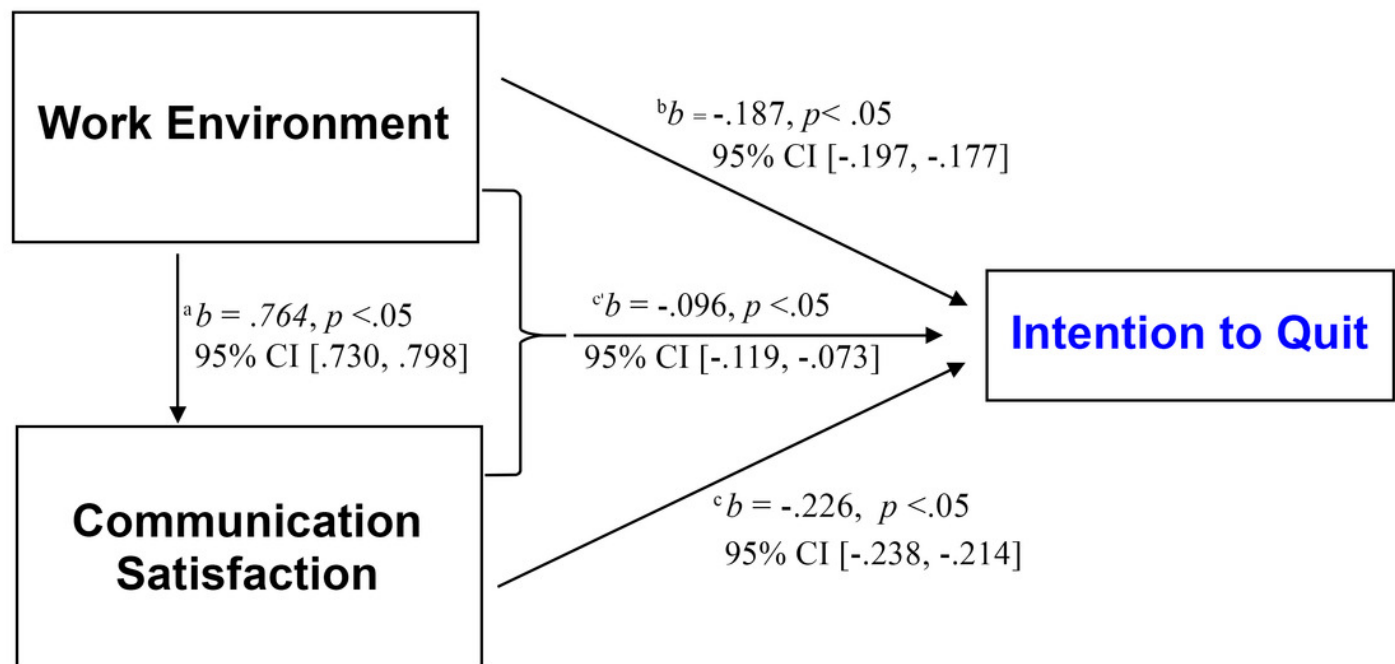 Work Environment
ᵇb = -.187, p< .05
95% CI [-.197, -.177]
ᵃb = .764, p <.05
95% CI [.730, .798]
ᶜ'b = -.096, p <.05
95% CI [-.119, -.073]
Intention to Quit
Communication
Satisfaction
ᶜb = -.226, p <.05
95% CI [-.238, -.214]